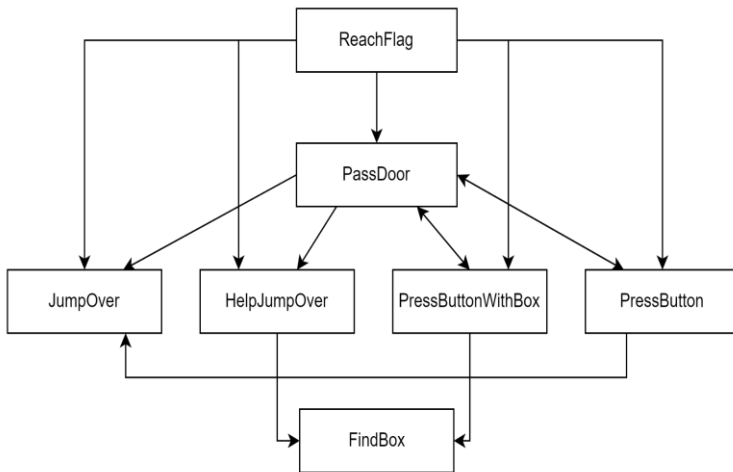 ReachFlag
PassDoor
JumpOver
HelpJumpOver
PressButtonWithBox
PressButton
FindBox